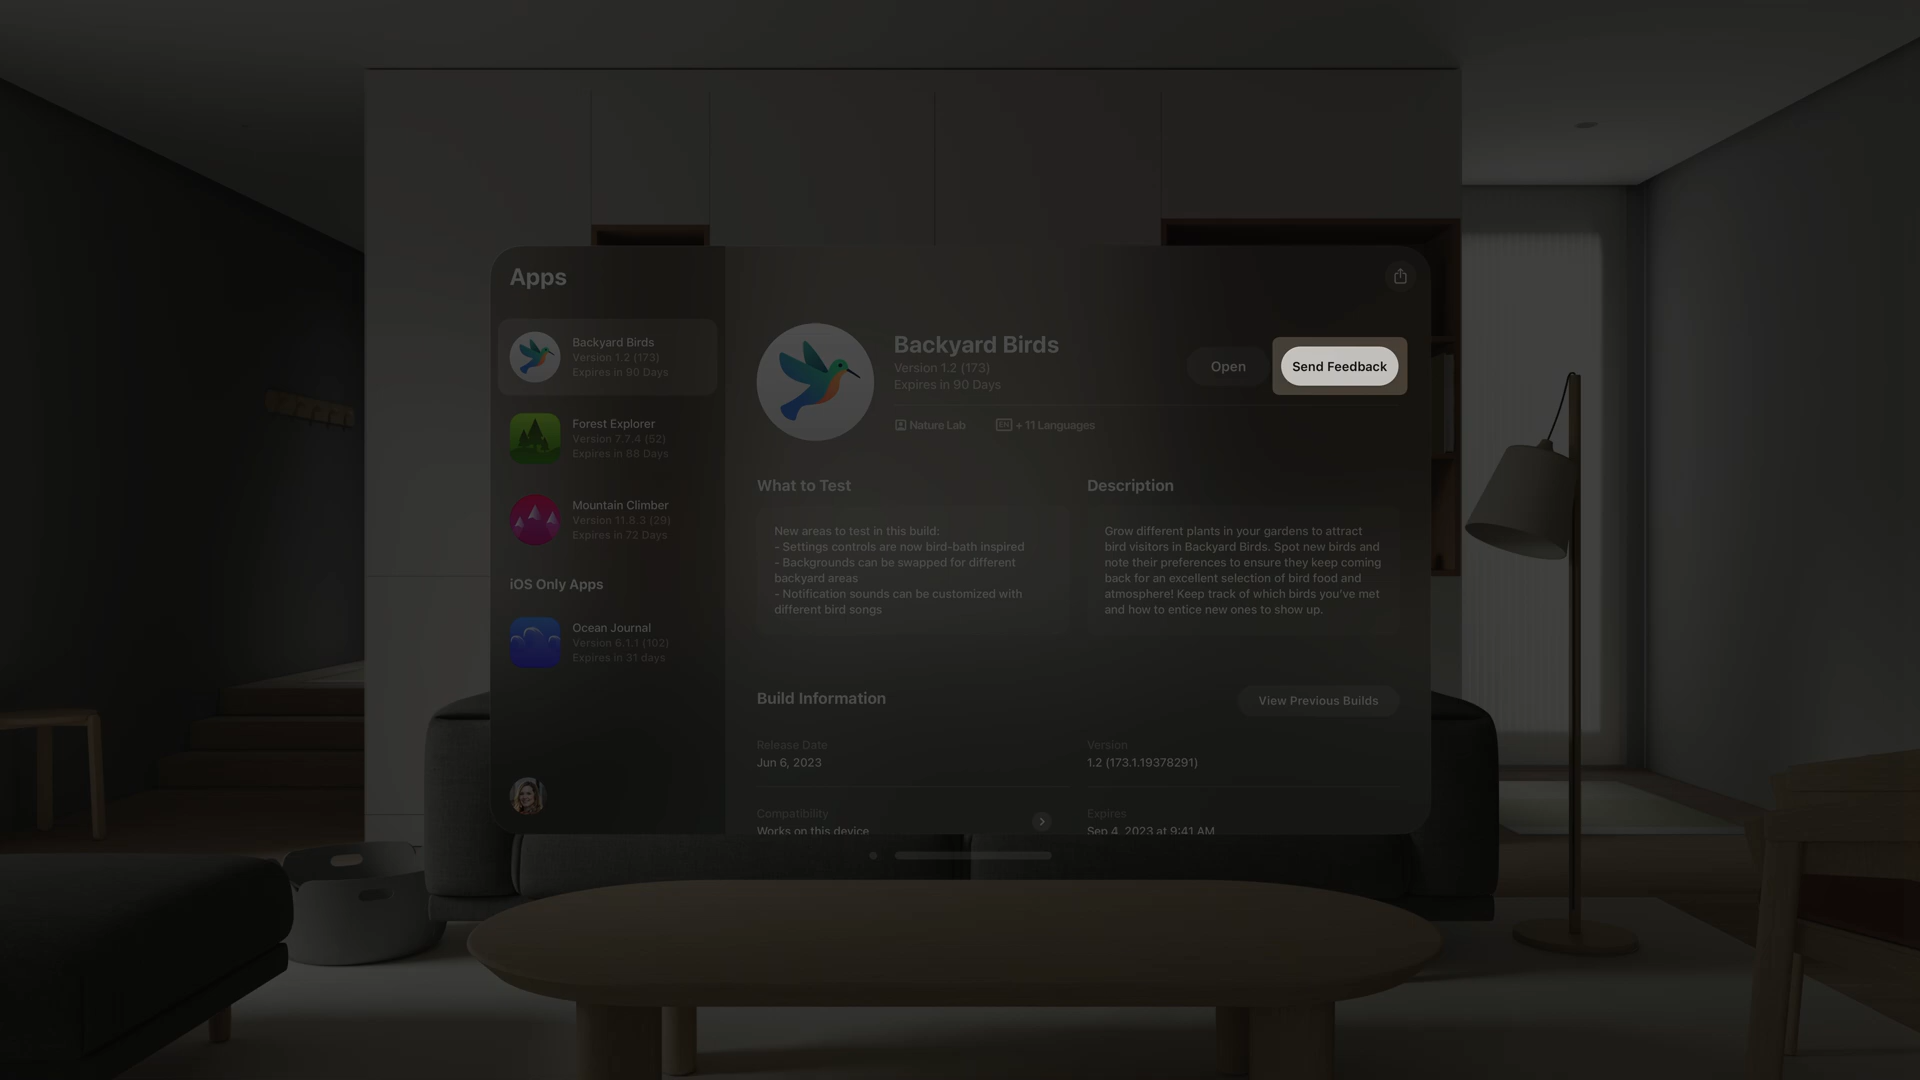 Apps
Backyard Birds
Version 1.2 (173)
Expires in 90 Days
Forest Explorer
Version 7.7.4 (52)
Expires in 88 Days
Mountain Climber
Version 11.8.3 (29)
Expires in 72 Days
iOS Only Apps
Ocean Journal
Version 6.1.1 (102)
Expires in 31 days
Backyard Birds
Version 1.2 (173)
Expires in 90 Days
Open
Send Feedback
Nature Lab
EN + 11 Languages
What to Test
New areas to test in this build:
- Settings controls are now bird-bath inspired
- Backgrounds can be swapped for different
backyard areas
- Notification sounds can be customized with
different bird songs
Description
Grow different plants in your gardens to attract
bird visitors in Backyard Birds. Spot new birds and
note their preferences to ensure they keep coming
back for an excellent selection of bird food and
atmosphere! Keep track of which birds you've met
and how to entice new ones to show up.
Build Information
View Previous Builds
Release Date
Jun 6, 2023
Version
1.2 (173.1.19378291)
Compatibility
Works on this device
Expires
Sep 4, 2023 at 9:41 AM